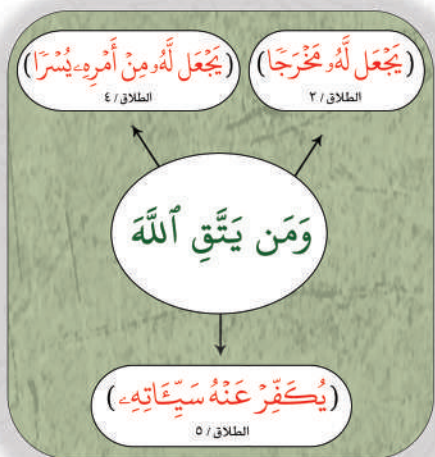 (يَجْعَل لَّهُۥ مَخْرَجًا)
الطلاق / ٢
(يَجْعَل لَّهُۥ مِنْ أَمْرِهِۦ يُسْرًا)
الطلاق / ٤
وَمَن يَتَّقِ ٱللَّهَ
(يُكَفِّرْ عَنْهُ سَيِّـَٔاتِهِۦ)
الطلاق / ٥